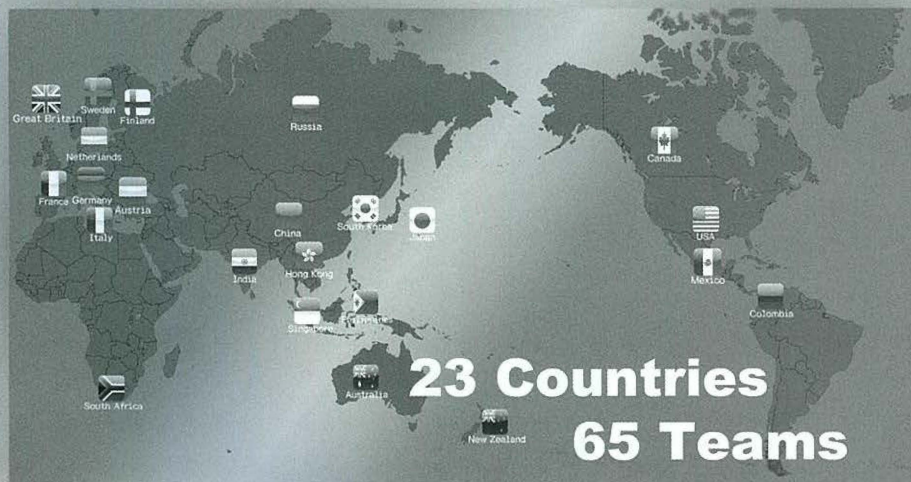 Great Britain
Sweden
Finland
Russia
Netherlands
Canada
France
Germany
Austria
Italy
China
South Korea
Japan
USA
India
Hong Kong
Mexico
Singapore
Colombia
South Africa
Australia
New Zealand
23 Countries
65 Teams